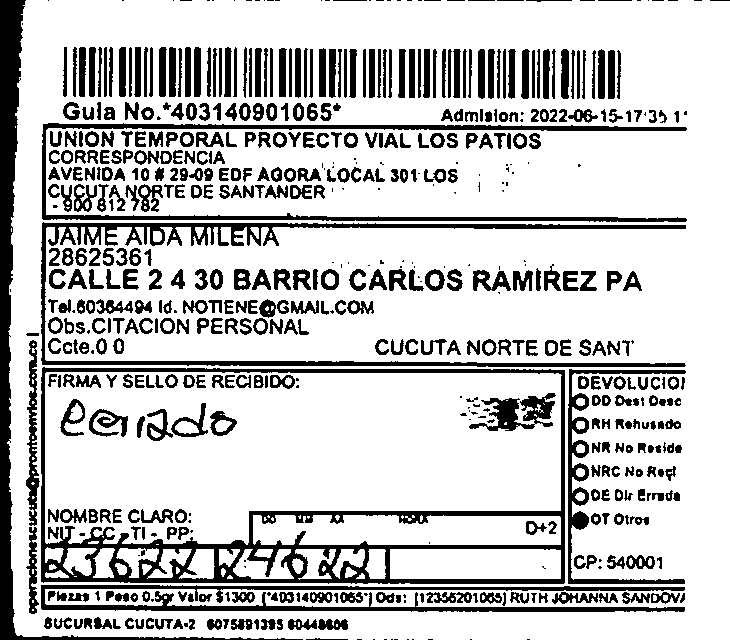 Guia No.*403140901065*
Admision: 2022-06-15-17:35 1
UNION TEMPORAL PROYECTO VIAL LOS PATIOS
CORRESPONDENCIA
AVENIDA 10 # 29-09 EDF AGORA LOCAL 301 LOS
CUCUTA NORTE DE SANTANDER
- 900 812 782
JAIME AIDA MILENA
28625361
CALLE 2 4 30 BARRIO CARLOS RAMIREZ PA
Tel.60364494 Id. NOTIENE@GMAIL.COM
Obs.CITACION PERSONAL
Ccte.0 0
CUCUTA NORTE DE SANT
operacionescucuta@prontoenvios.com.co |
FIRMA Y SELLO DE RECIBIDO:
Cerrado
NOMBRE CLARO:
NIT - CC - TI - PP:
DD MM AA HORA
D+2
23622 24622
DEVOLUCIO
DD Dest Desc
RH Rehusado
NR No Reside
NRC No Recl
DE Dir Errada
OT Otros
CP: 540001
Piezas 1 Peso 0.5gr Valor $1300 (*403140901065*) Ods: (12356201065) RUTH JOHANNA SANDOVA
SUCURSAL CUCUTA-2 6075891395 60448606